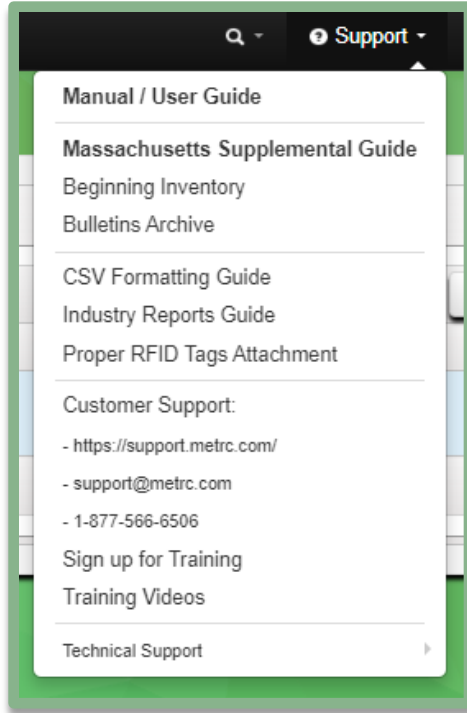 Support
Manual / User Guide
Massachusetts Supplemental Guide
Beginning Inventory
Bulletins Archive
CSV Formatting Guide
Industry Reports Guide
Proper RFID Tags Attachment
Customer Support:
- https://support.metrc.com/
- support@metrc.com
- 1-877-566-6506
Sign up for Training
Training Videos
Technical Support